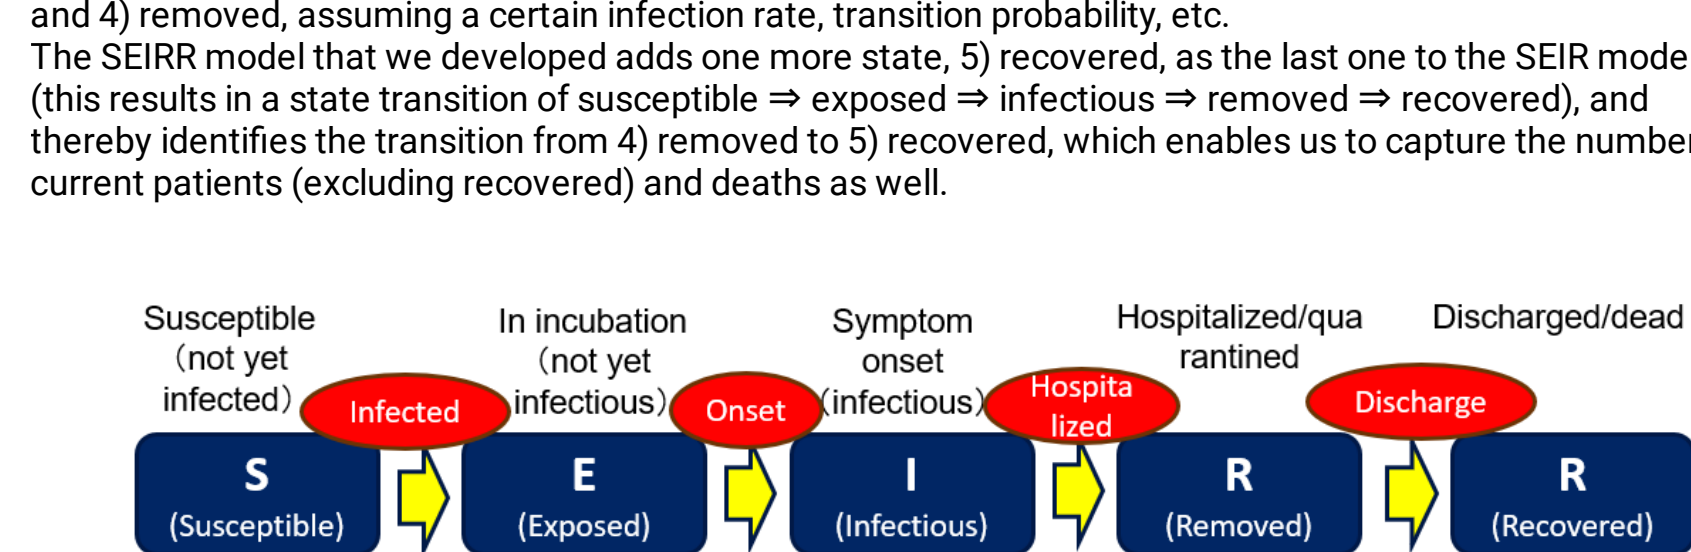 and 4) removed, assuming a certain infection rate, transition probability, etc.
The SEIRR model that we developed adds one more state, 5) recovered, as the last one to the SEIR mode
(this results in a state transition of susceptible ⇒ exposed ⇒ infectious ⇒ removed ⇒ recovered), and
thereby identifies the transition from 4) removed to 5) recovered, which enables us to capture the number
current patients (excluding recovered) and deaths as well.
Susceptible
（not yet
infected）
In incubation
（not yet
infectious）
Symptom
onset
（infectious）
Hospitalized/qua
rantined
Discharged/dead
Infected
Onset
Hospita
lized
Discharge
S
(Susceptible)
E
(Exposed)
I
(Infectious)
R
(Removed)
R
(Recovered)